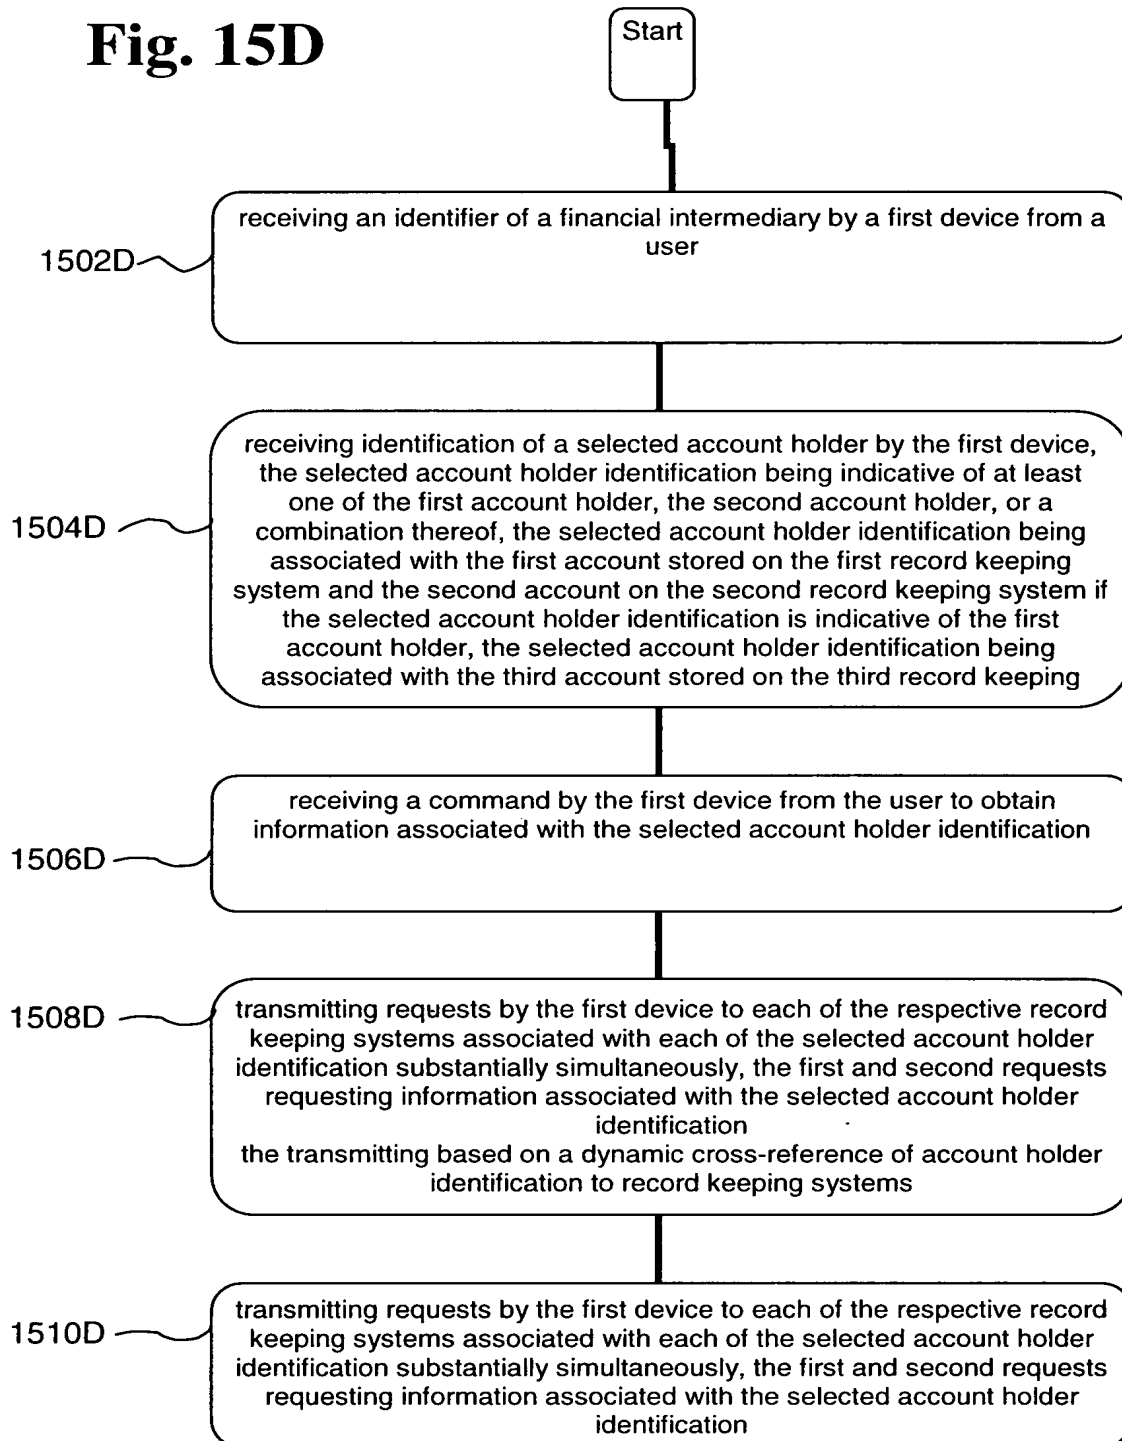 Fig. 15D
Start
receiving an identifier of a financial intermediary by a first device from a
user
1502D
receiving identification of a selected account holder by the first device,
the selected account holder identification being indicative of at least
one of the first account holder, the second account holder, or a
combination thereof, the selected account holder identification being
associated with the first account stored on the first record keeping
system and the second account on the second record keeping system if
the selected account holder identification is indicative of the first
account holder, the selected account holder identification being
associated with the third account stored on the third record keeping
1504D
receiving a command by the first device from the user to obtain
information associated with the selected account holder identification
1506D
transmitting requests by the first device to each of the respective record
keeping systems associated with each of the selected account holder
identification substantially simultaneously, the first and second requests
requesting information associated with the selected account holder
identification
the transmitting based on a dynamic cross-reference of account holder
identification to record keeping systems
1508D
transmitting requests by the first device to each of the respective record
keeping systems associated with each of the selected account holder
identification substantially simultaneously, the first and second requests
requesting information associated with the selected account holder
identification
1510D